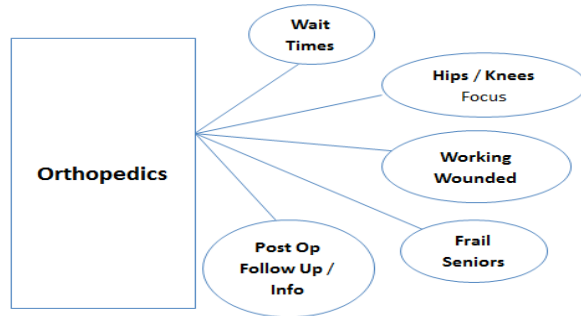 Orthopedics
Wait
Times
Hips / Knees
Focus
Working
Wounded
Frail
Seniors
Post Op
Follow Up /
Info